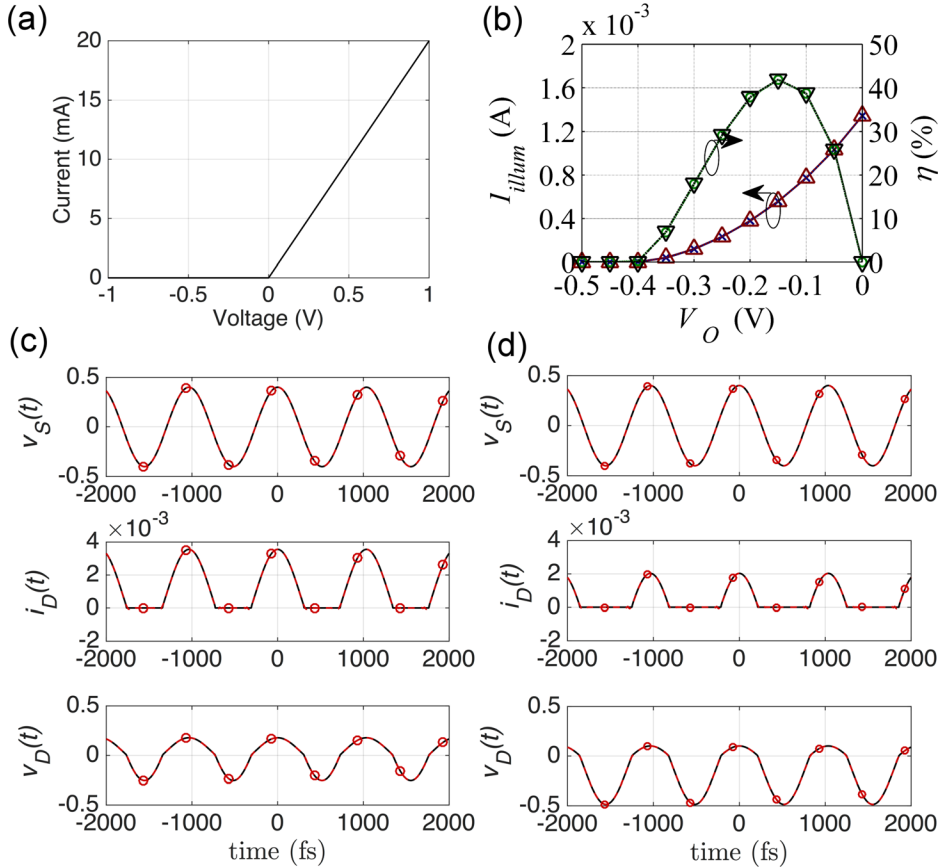 (a)
20
15
10
5
0
Current (mA)
-1 -0.5 0 0.5 1
Voltage (V)
(b)
x 10⁻³
2
1.6
1.2
0.8
0.4
0
I_illum (A)
50
40
30
20
10
0
η (%)
-0.5 -0.4 -0.3 -0.2 -0.1 0
V_O (V)
(c)
0.5
0
-0.5
v_S(t)
-2000 -1000 0 1000 2000
×10⁻³
4
2
0
-2
i_D(t)
-2000 -1000 0 1000 2000
0.5
0
-0.5
v_D(t)
-2000 -1000 0 1000 2000
time (fs)
(d)
0.5
0
-0.5
v_S(t)
-2000 -1000 0 1000 2000
×10⁻³
4
2
0
-2
i_D(t)
-2000 -1000 0 1000 2000
0.5
0
-0.5
v_D(t)
-2000 -1000 0 1000 2000
time (fs)